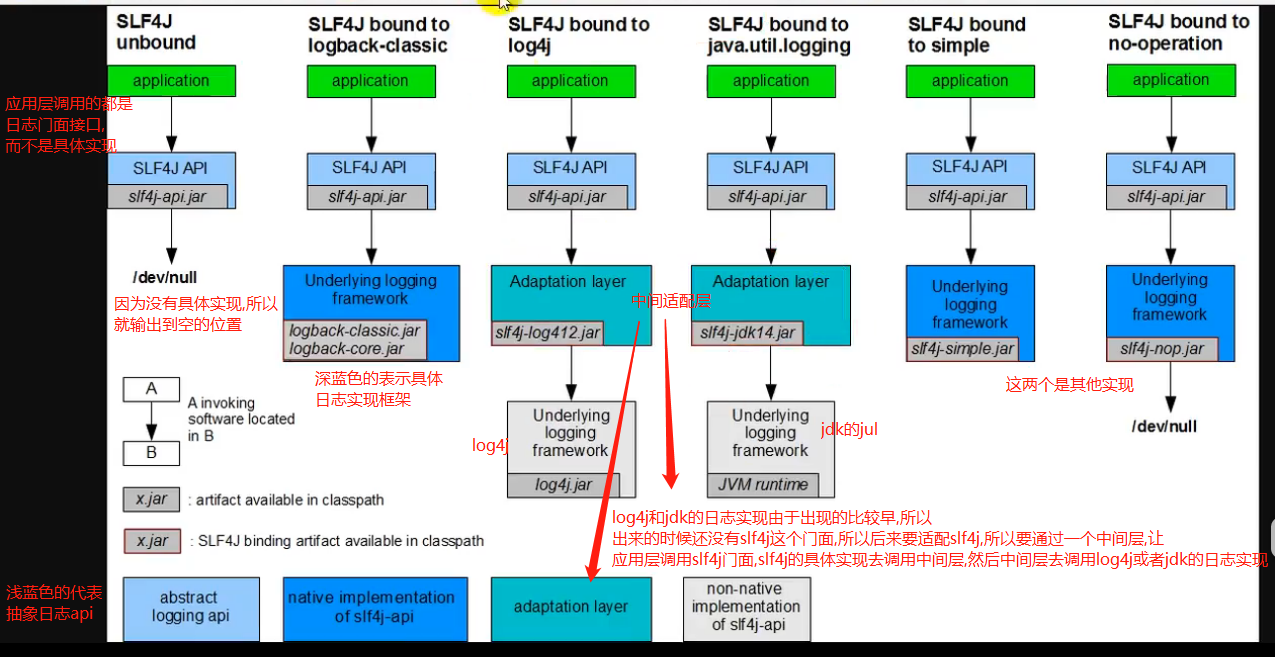 SLF4J
unbound
SLF4J bound to
logback-classic
SLF4J bound to
log4j
SLF4J bound to
java.util.logging
SLF4J bound
to simple
SLF4J bound to
no-operation
application
application
application
application
application
application
应用层调用的都是
日志门面接口,
而不是具体实现
SLF4J API
slf4j-api.jar
SLF4J API
slf4j-api.jar
SLF4J API
slf4j-api.jar
SLF4J API
slf4j-api.jar
SLF4J API
slf4j-api.jar
SLF4J API
slf4j-api.jar
/dev/null
因为没有具体实现,所以
就输出到空的位置
Underlying logging
framework
logback-classic.jar
logback-core.jar
深蓝色的表示具体
日志实现框架
Adaptation layer
slf4j-log412.jar
中间适配层
Adaptation layer
slf4j-jdk14.jar
Underlying
logging
framework
slf4j-simple.jar
Underlying
logging
framework
slf4j-nop.jar
这两个是其他实现
/dev/null
A
B
A invoking
software located
in B
log4j
Underlying
logging
framework
log4j.jar
Underlying
logging
framework
JVM runtime
jdk的jul
x.jar
: artifact available in classpath
x.jar
: SLF4J binding artifact available in classpath
log4j和jdk的日志实现由于出现的比较早,所以
出来的时候还没有slf4j这个门面,所以后来要适配slf4j,所以要通过一个中间层,让
应用层调用slf4j门面,slf4j的具体实现去调用中间层,然后中间层去调用log4j或者jdk的日志实现
浅蓝色的代表
抽象日志api
abstract
logging api
native implementation
of slf4j-api
adaptation layer
non-native
implementation
of slf4j-api